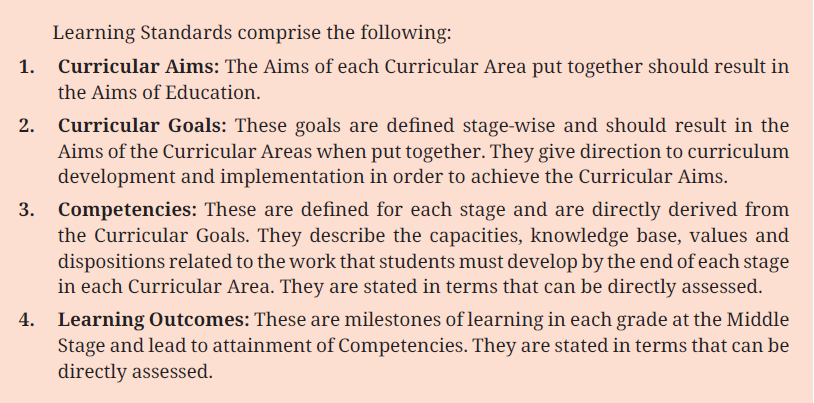 Learning Standards comprise the following:
1. Curricular Aims: The Aims of each Curricular Area put together should result in
the Aims of Education.
2. Curricular Goals: These goals are defined stage-wise and should result in the
Aims of the Curricular Areas when put together. They give direction to curriculum
development and implementation in order to achieve the Curricular Aims.
3. Competencies: These are defined for each stage and are directly derived from
the Curricular Goals. They describe the capacities, knowledge base, values and
dispositions related to the work that students must develop by the end of each stage
in each Curricular Area. They are stated in terms that can be directly assessed.
4. Learning Outcomes: These are milestones of learning in each grade at the Middle
Stage and lead to attainment of Competencies. They are stated in terms that can be
directly assessed.